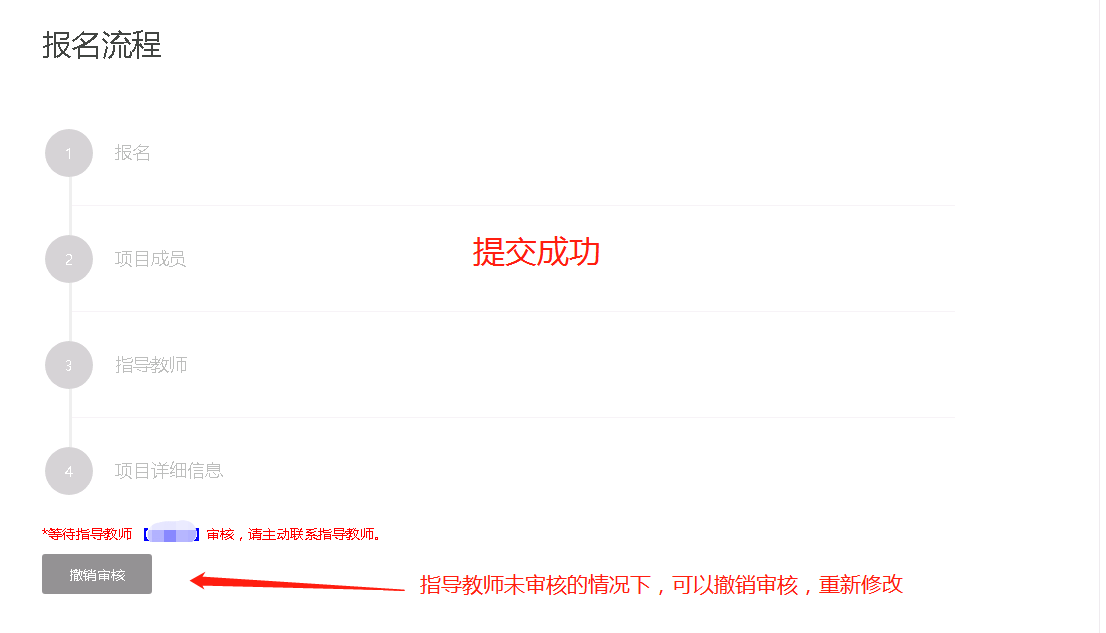 报名流程
1 报名
提交成功
2 项目成员
3 指导教师
4 项目详细信息
*等待指导教师 【 】 审核，请主动联系指导教师。
撤销审核
指导教师未审核的情况下，可以撤销审核，重新修改